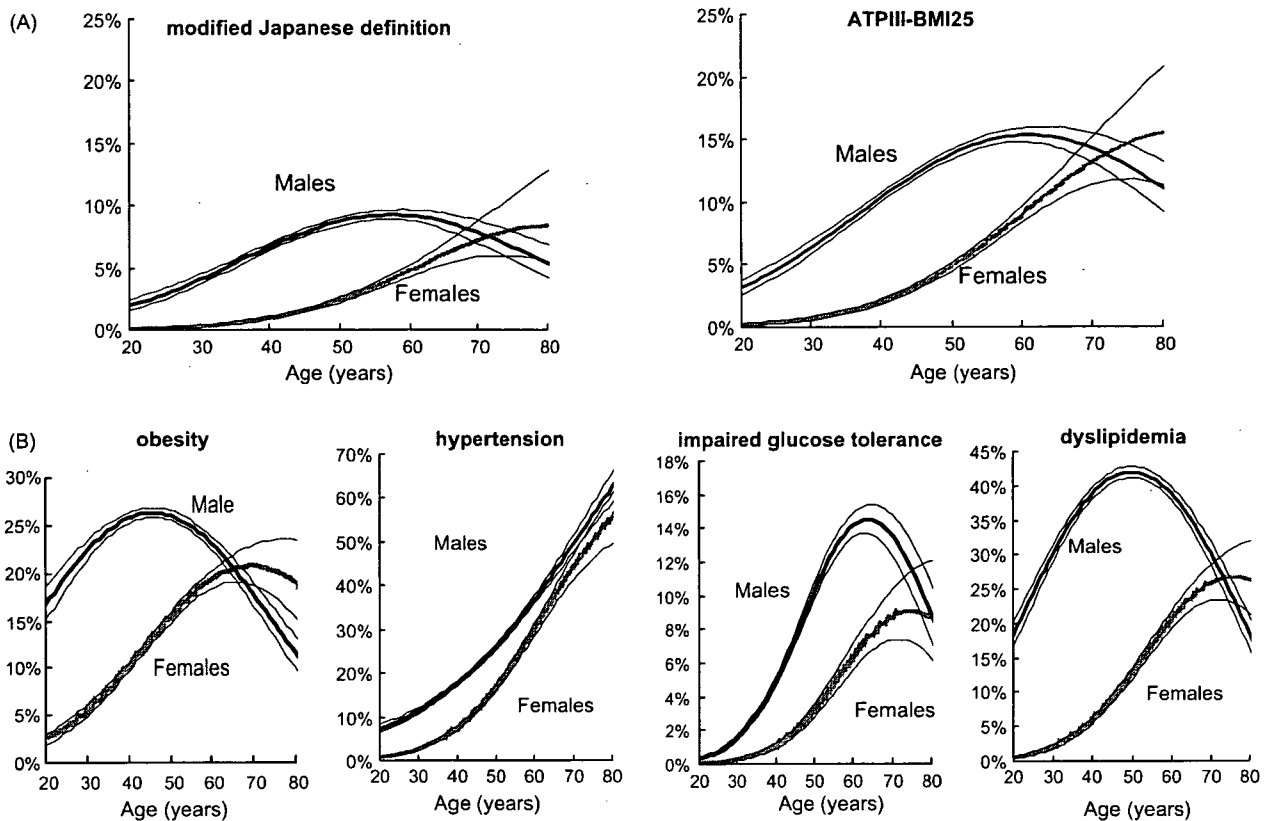 (A)
modified Japanese definition
25%
20%
15%
10%
5%
0%
Males
Females
20 30 40 50 60 70 80
Age (years)
ATPIII-BMI25
25%
20%
15%
10%
5%
0%
Males
Females
20 30 40 50 60 70 80
Age (years)
(B)
obesity
30%
25%
20%
15%
10%
5%
0%
Male
Females
20 30 40 50 60 70 80
Age (years)
hypertension
70%
60%
50%
40%
30%
20%
10%
0%
Males
Females
20 30 40 50 60 70 80
Age (years)
impaired glucose tolerance
18%
16%
14%
12%
10%
8%
6%
4%
2%
0%
Males
Females
20 30 40 50 60 70 80
Age (years)
dyslipidemia
45%
40%
35%
30%
25%
20%
15%
10%
5%
0%
Males
Females
20 30 40 50 60 70 80
Age (years)